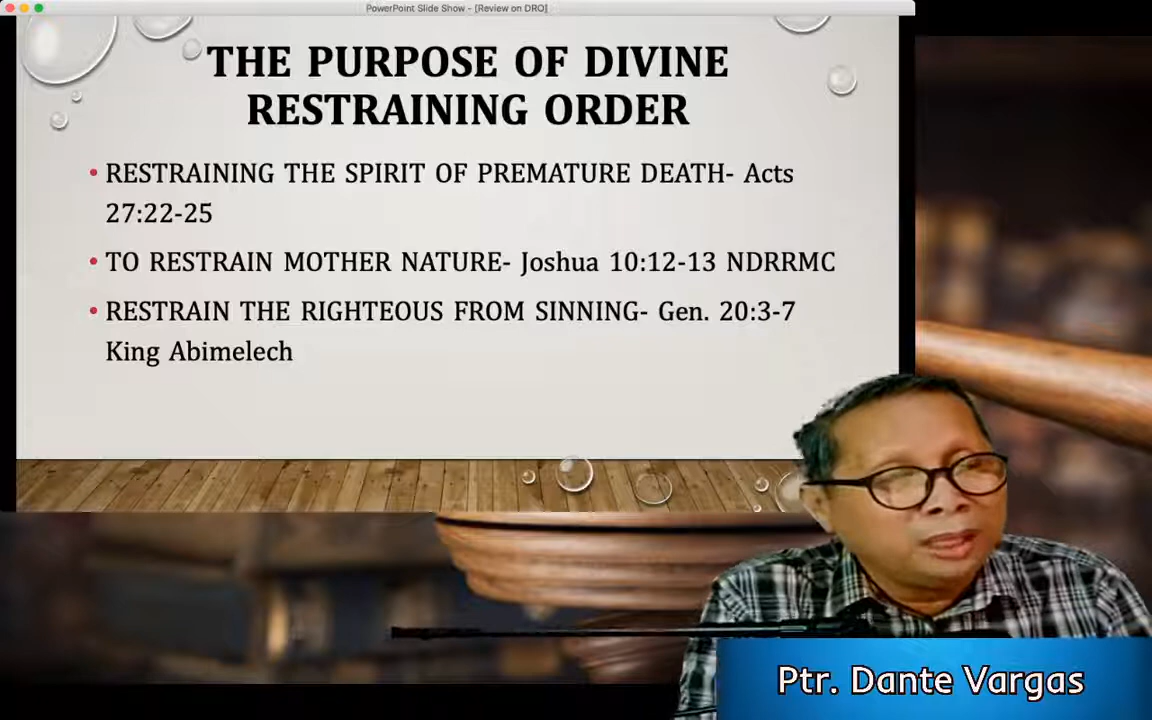 PowerPoint Slide Show - [Review on DRO]
THE PURPOSE OF DIVINE
RESTRAINING ORDER
• RESTRAINING THE SPIRIT OF PREMATURE DEATH- Acts
27:22-25
• TO RESTRAIN MOTHER NATURE- Joshua 10:12-13 NDRRMC
• RESTRAIN THE RIGHTEOUS FROM SINNING- Gen. 20:3-7
King Abimelech
Ptr. Dante Vargas